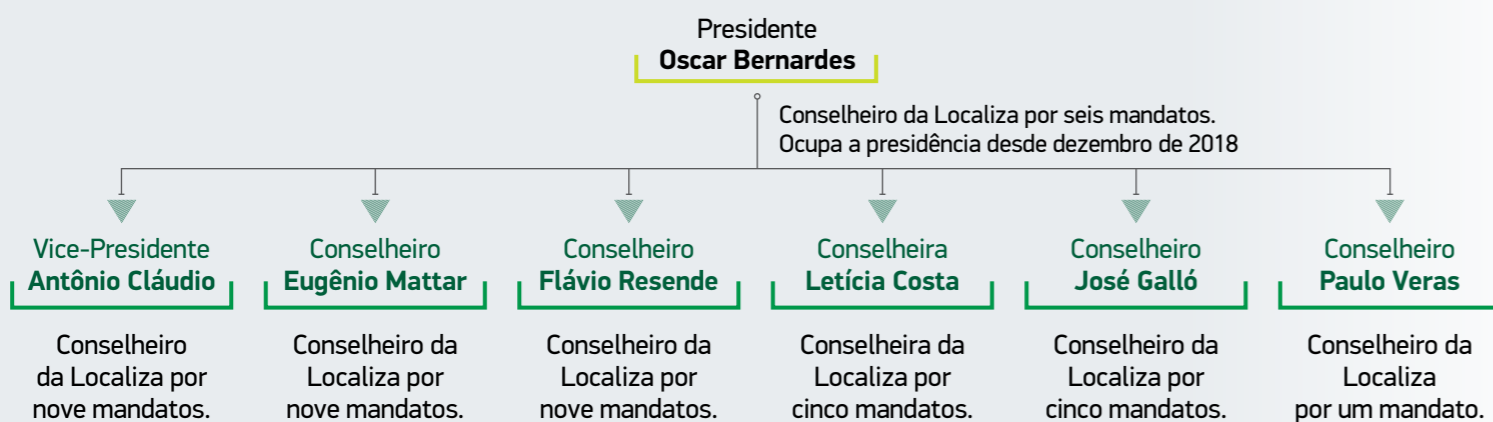 Presidente
Oscar Bernardes
Conselheiro da Localiza por seis mandatos.
Ocupa a presidência desde dezembro de 2018
Vice-Presidente
Antônio Cláudio
Conselheiro
da Localiza por
nove mandatos.
Conselheiro
Eugênio Mattar
Conselheiro da
Localiza por
nove mandatos.
Conselheiro
Flávio Resende
Conselheiro da
Localiza por
nove mandatos.
Conselheira
Letícia Costa
Conselheira da
Localiza por
cinco mandatos.
Conselheiro
José Galló
Conselheiro da
Localiza por
cinco mandatos.
Conselheiro
Paulo Veras
Conselheiro da
Localiza
por um mandato.